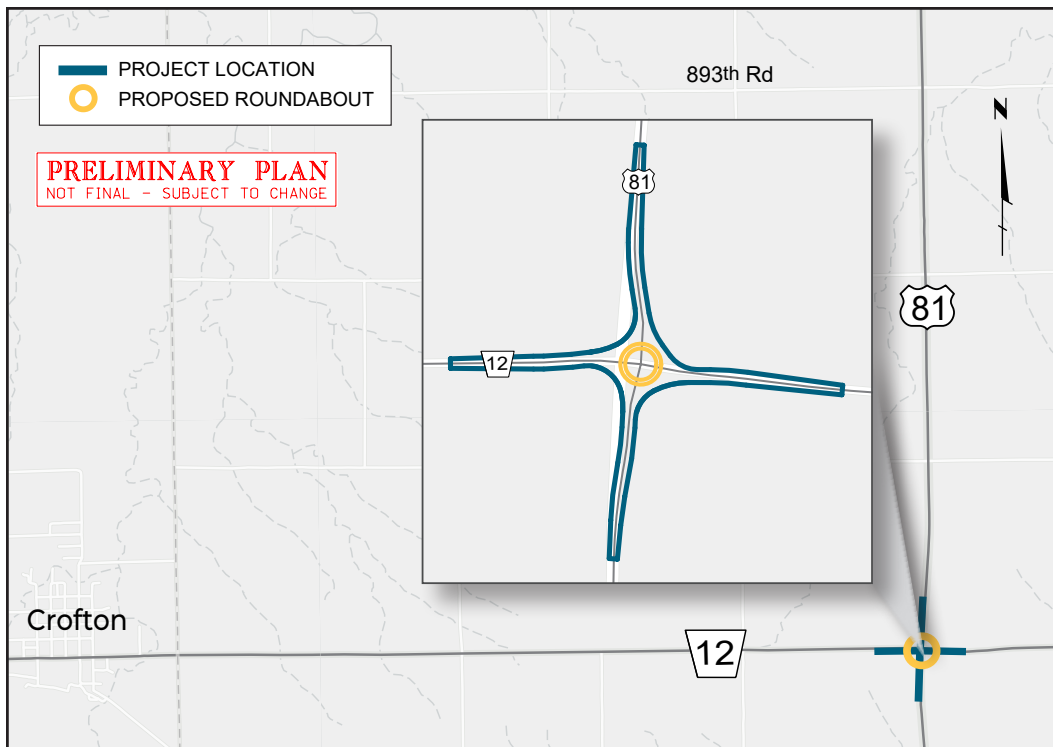 PROJECT LOCATION
PROPOSED ROUNDABOUT
893th Rd
N
PRELIMINARY PLAN
NOT FINAL - SUBJECT TO CHANGE
81
12
81
Crofton
12